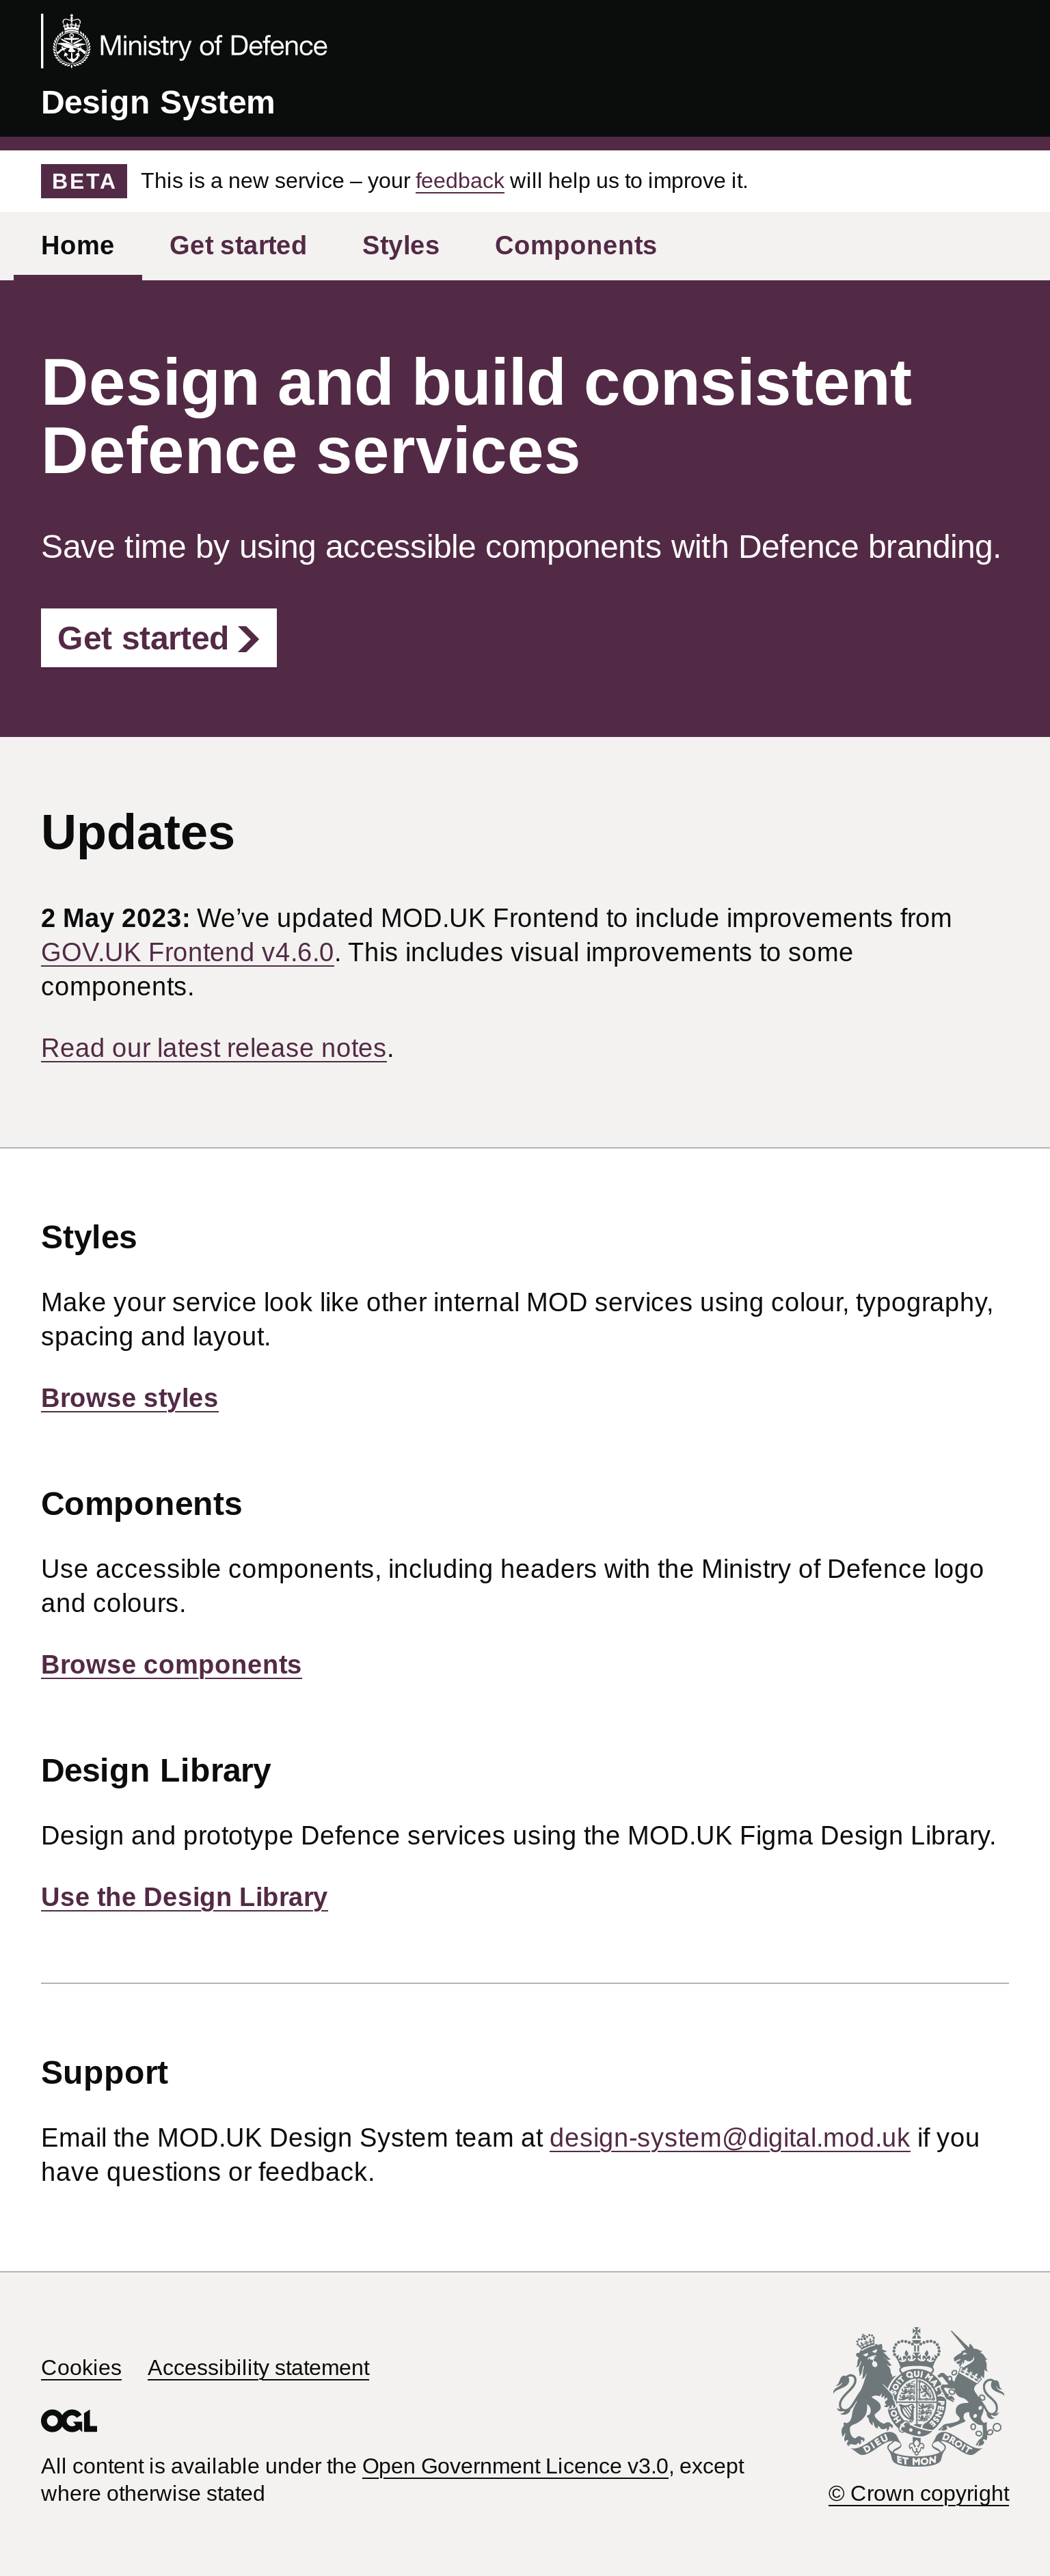 Ministry of Defence
Design System
BETA This is a new service – your feedback will help us to improve it.
Home Get started Styles Components
Design and build consistent
Defence services
Save time by using accessible components with Defence branding.
Get started
Updates
2 May 2023: We’ve updated MOD.UK Frontend to include improvements from
GOV.UK Frontend v4.6.0. This includes visual improvements to some
components.
Read our latest release notes.
Styles
Make your service look like other internal MOD services using colour, typography,
spacing and layout.
Browse styles
Components
Use accessible components, including headers with the Ministry of Defence logo
and colours.
Browse components
Design Library
Design and prototype Defence services using the MOD.UK Figma Design Library.
Use the Design Library
Support
Email the MOD.UK Design System team at design-system@digital.mod.uk if you
have questions or feedback.
Cookies Accessibility statement
OGL
All content is available under the Open Government Licence v3.0, except
where otherwise stated
DIEU ET MON DROIT
© Crown copyright